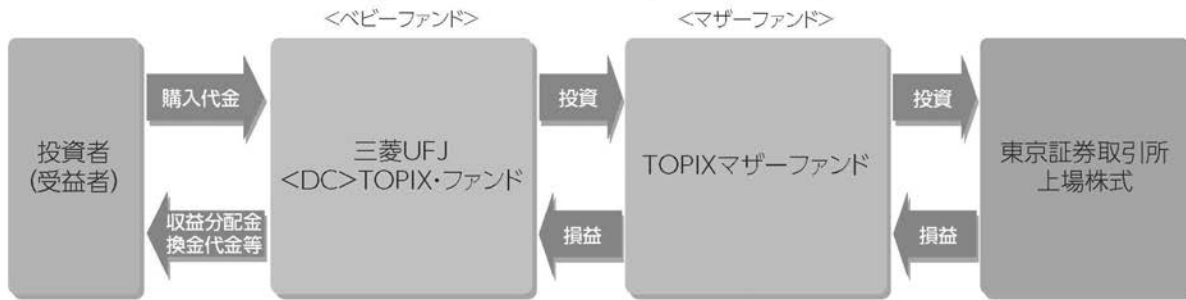 <ベビーファンド>
<マザーファンド>
投資者
(受益者)
購入代金
収益分配金
換金代金等
三菱UFJ
<DC>TOPIX・ファンド
投資
損益
TOPIXマザーファンド
投資
損益
東京証券取引所
上場株式